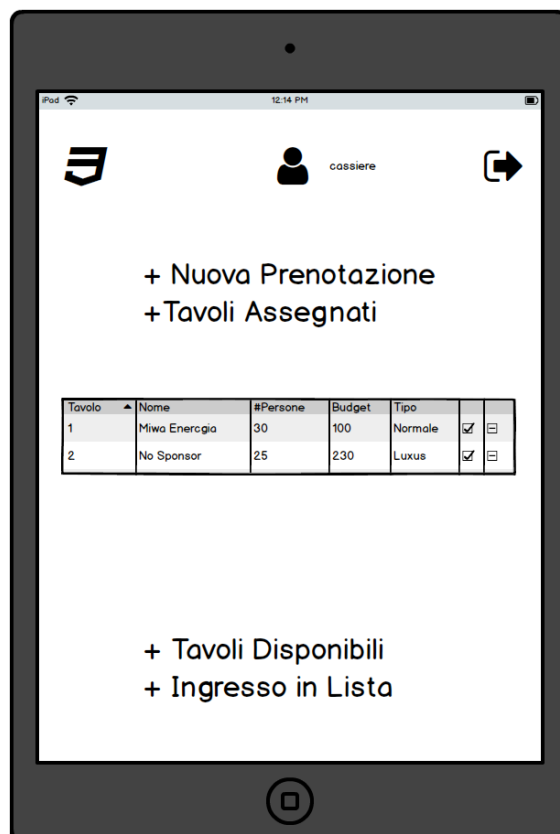 iPad 12:14 PM
cassiere
+ Nuova Prenotazione
+Tavoli Assegnati
Tavolo Nome #Persone Budget Tipo
1 Miwa Enercgia 30 100 Normale
2 No Sponsor 25 230 Luxus
+ Tavoli Disponibili
+ Ingresso in Lista